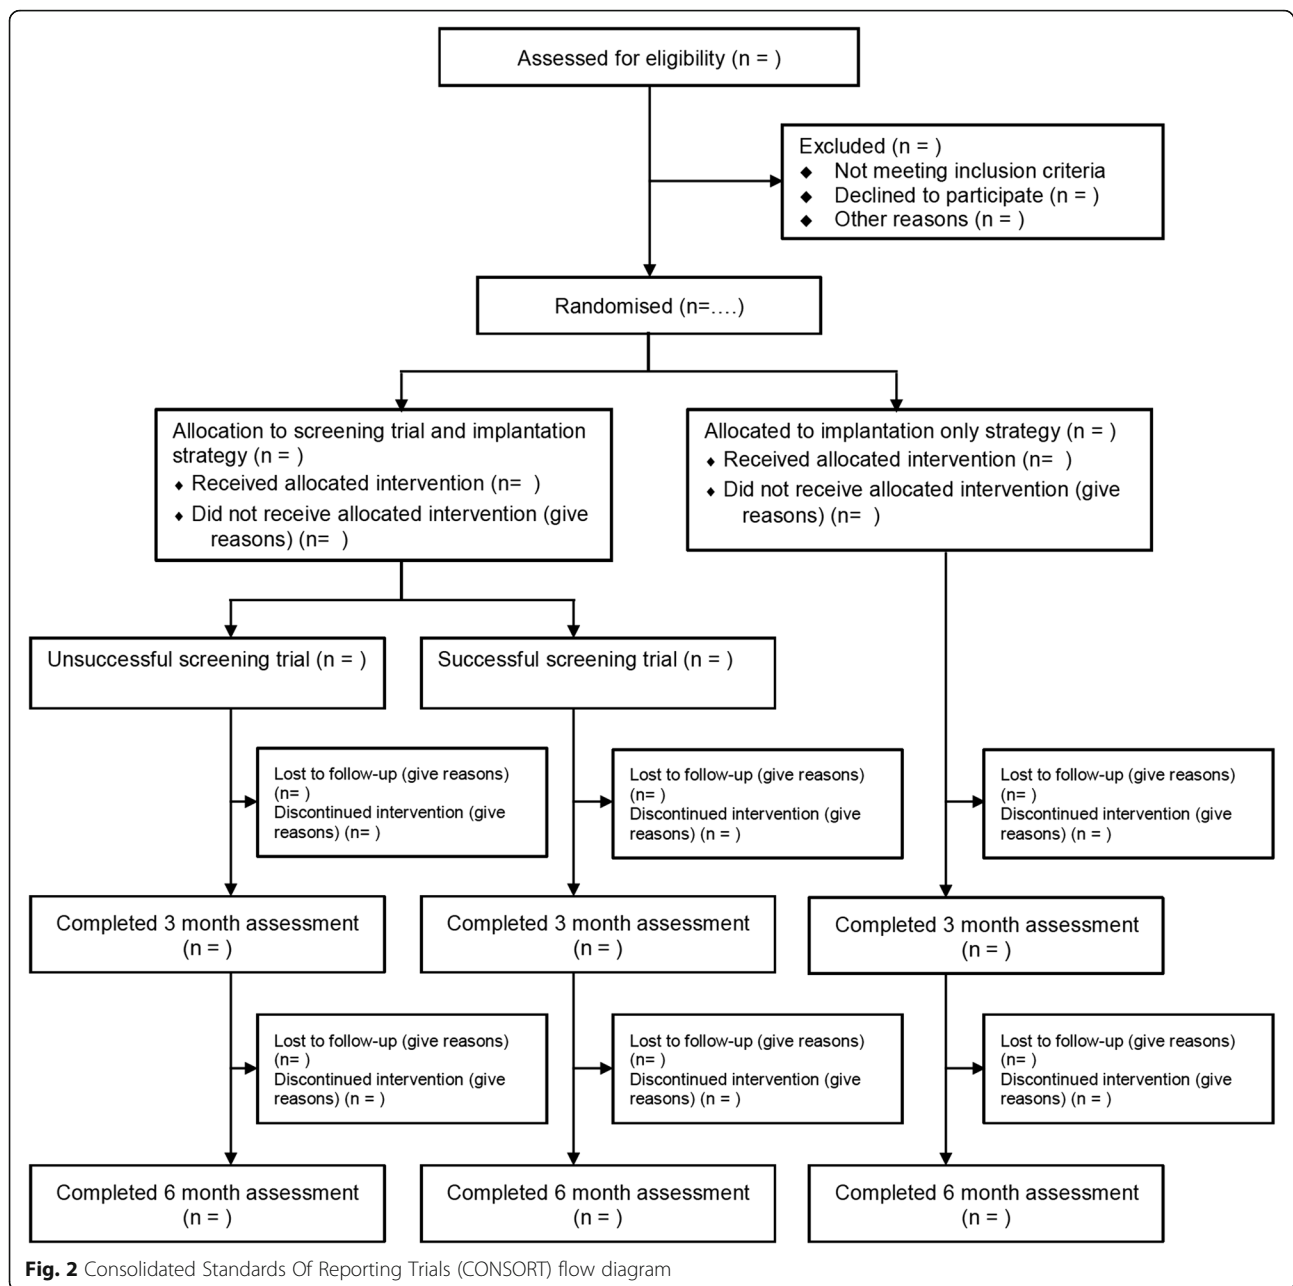 Assessed for eligibility (n = )
Excluded (n = )
◆ Not meeting inclusion criteria
◆ Declined to participate (n = )
◆ Other reasons (n = )
Randomised (n=....)
Allocation to screening trial and implantation
strategy (n = )
♦ Received allocated intervention (n= )
♦ Did not receive allocated intervention (give
reasons) (n= )
Allocated to implantation only strategy (n = )
♦ Received allocated intervention (n= )
♦ Did not receive allocated intervention (give
reasons) (n= )
Unsuccessful screening trial (n = )
Successful screening trial (n = )
Lost to follow-up (give reasons)
(n= )
Discontinued intervention (give
reasons) (n= )
Lost to follow-up (give reasons)
(n= )
Discontinued intervention (give
reasons) (n = )
Lost to follow-up (give reasons)
(n= )
Discontinued intervention (give
reasons) (n = )
Completed 3 month assessment
(n = )
Completed 3 month assessment
(n = )
Completed 3 month assessment
(n = )
Lost to follow-up (give reasons)
(n= )
Discontinued intervention (give
reasons) (n = )
Lost to follow-up (give reasons)
(n= )
Discontinued intervention (give
reasons) (n = )
Lost to follow-up (give reasons)
(n= )
Discontinued intervention (give
reasons) (n = )
Completed 6 month assessment
(n = )
Completed 6 month assessment
(n = )
Completed 6 month assessment
(n = )
Fig. 2 Consolidated Standards Of Reporting Trials (CONSORT) flow diagram